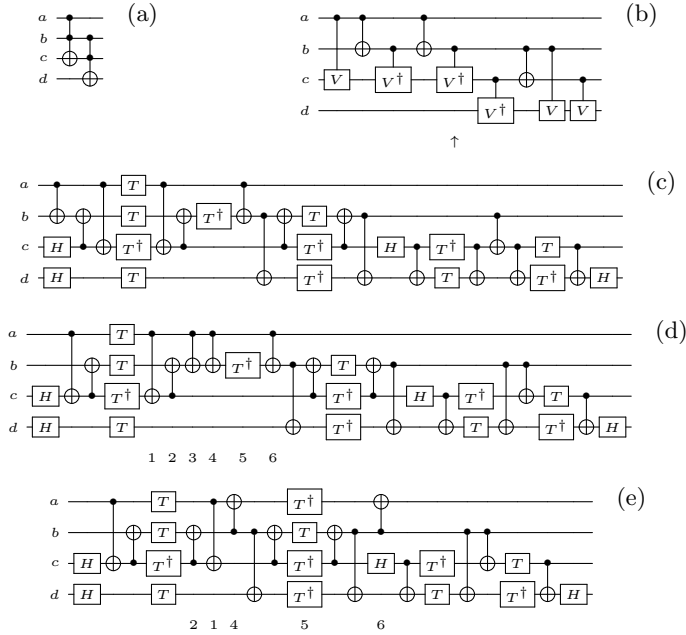 a (a)
b
c
d
a (b)
b
c V V† V†
d V† V V
↑
a T (c)
b T T† T
c H T† T† H T† T
d H T T† T T† H
a T (d)
b T T† T
c H T† T† H T† T
d H T T† T T† H
1 2 3 4 5 6
a T T† (e)
b T T
c H T† T† H T† T
d H T T† T T† H
2 1 4 5 6